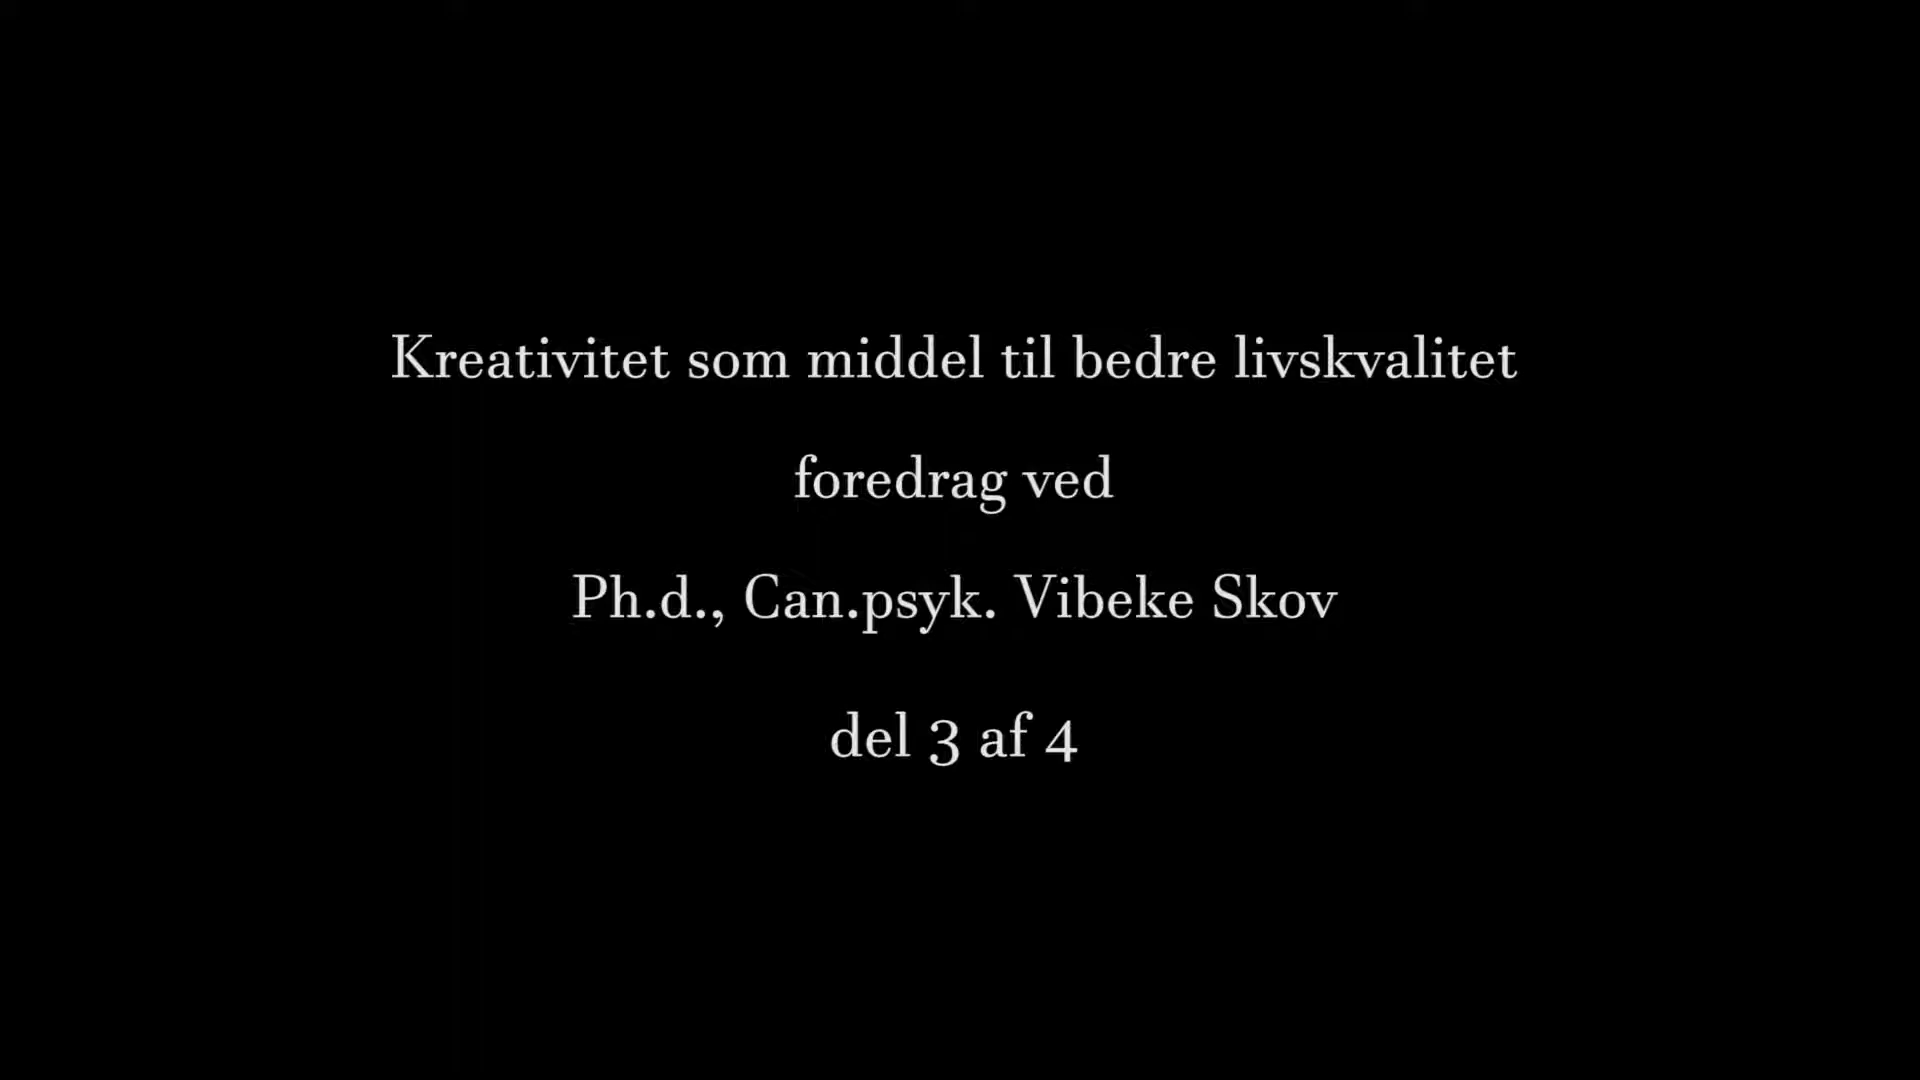 Kreativitet som middel til bedre livskvalitet
foredrag ved
Ph.d., Can.psyk. Vibeke Skov
del 3 af 4